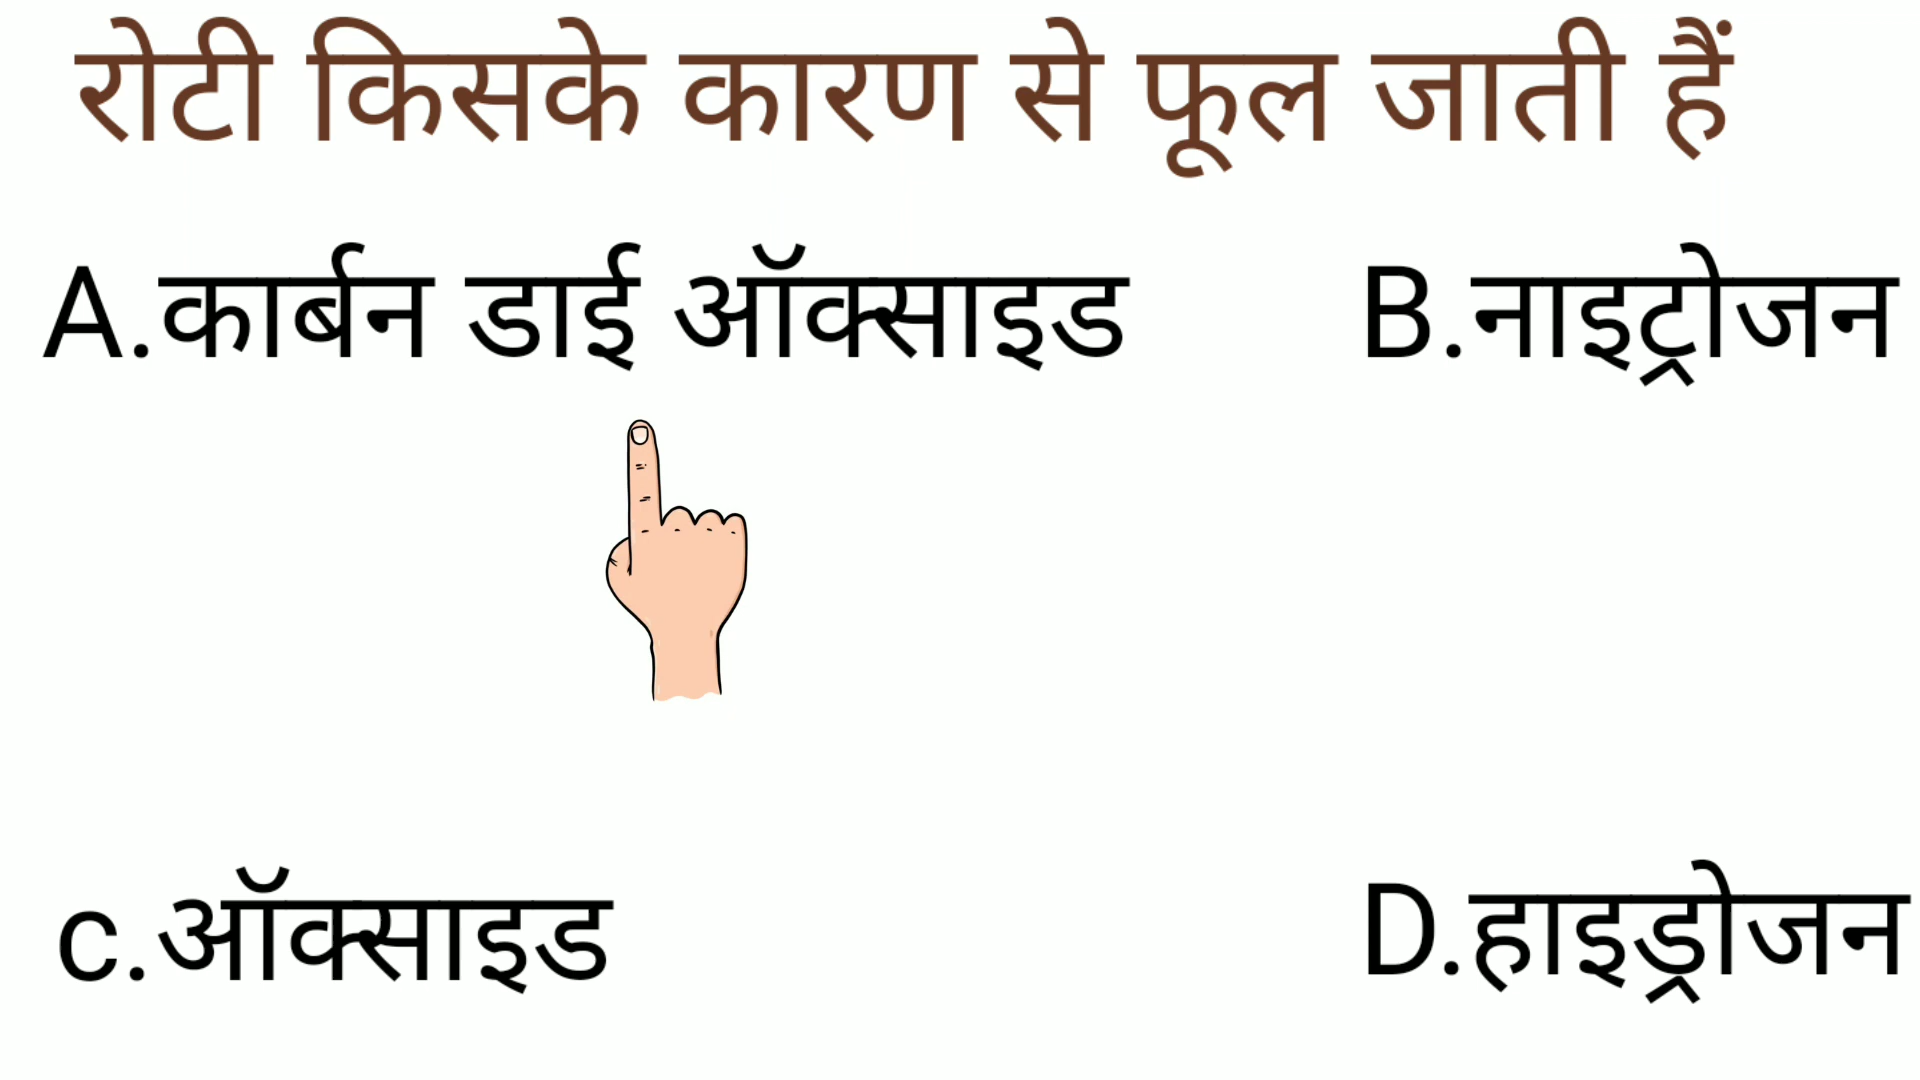 रोटी किसके कारण से फूल जाती हैं
A.कार्बन डाई ऑक्साइड B.नाइट्रोजन
c.ऑक्साइड D.हाइड्रोजन